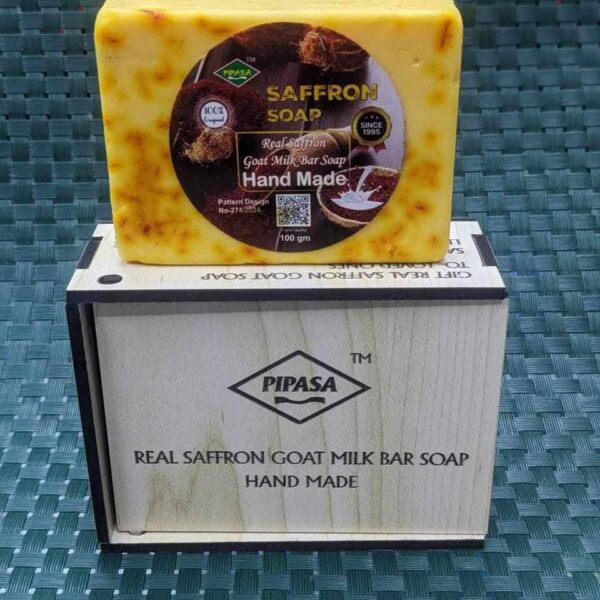 TM
PIPASA
SAFFRON
SOAP
100%
Original
SINCE
1995
Real Saffron
Goat Milk Bar Soap
Hand Made
Pattern Design
No-274/2024
100 gm
TO LOVED ONES
GIFT REAL SAFFRON GOAT SOAP
PIPASA
TM
REAL SAFFRON GOAT MILK BAR SOAP
HAND MADE